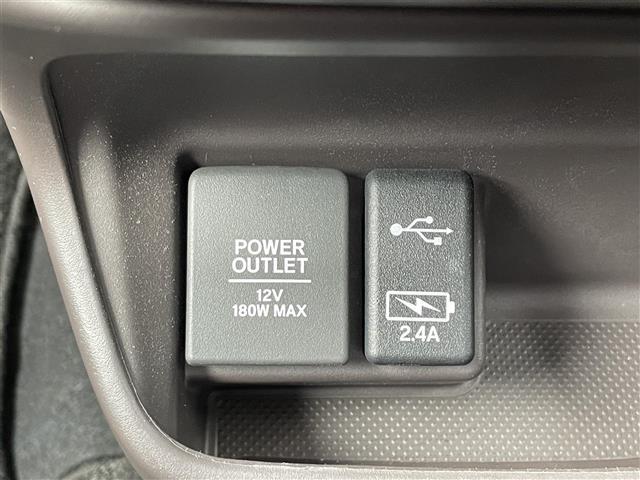 POWER
OUTLET
12V
180W MAX
2.4A